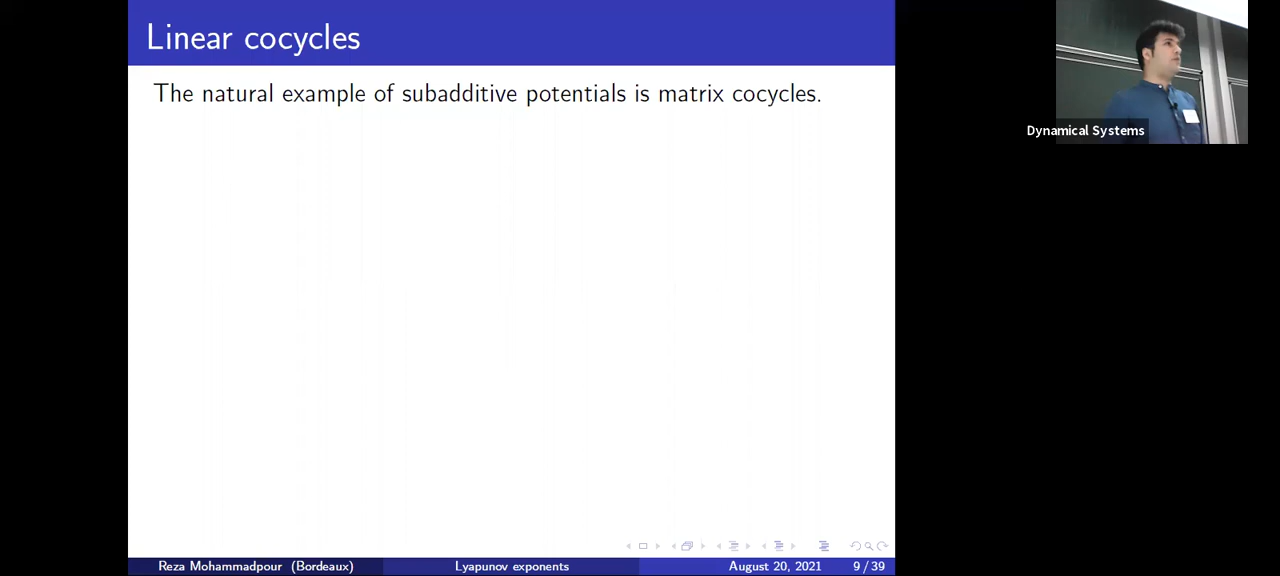 Linear cocycles
The natural example of subadditive potentials is matrix cocycles.
Dynamical Systems
Reza Mohammadpour (Bordeaux)
Lyapunov exponents
August 20, 2021
9 / 39